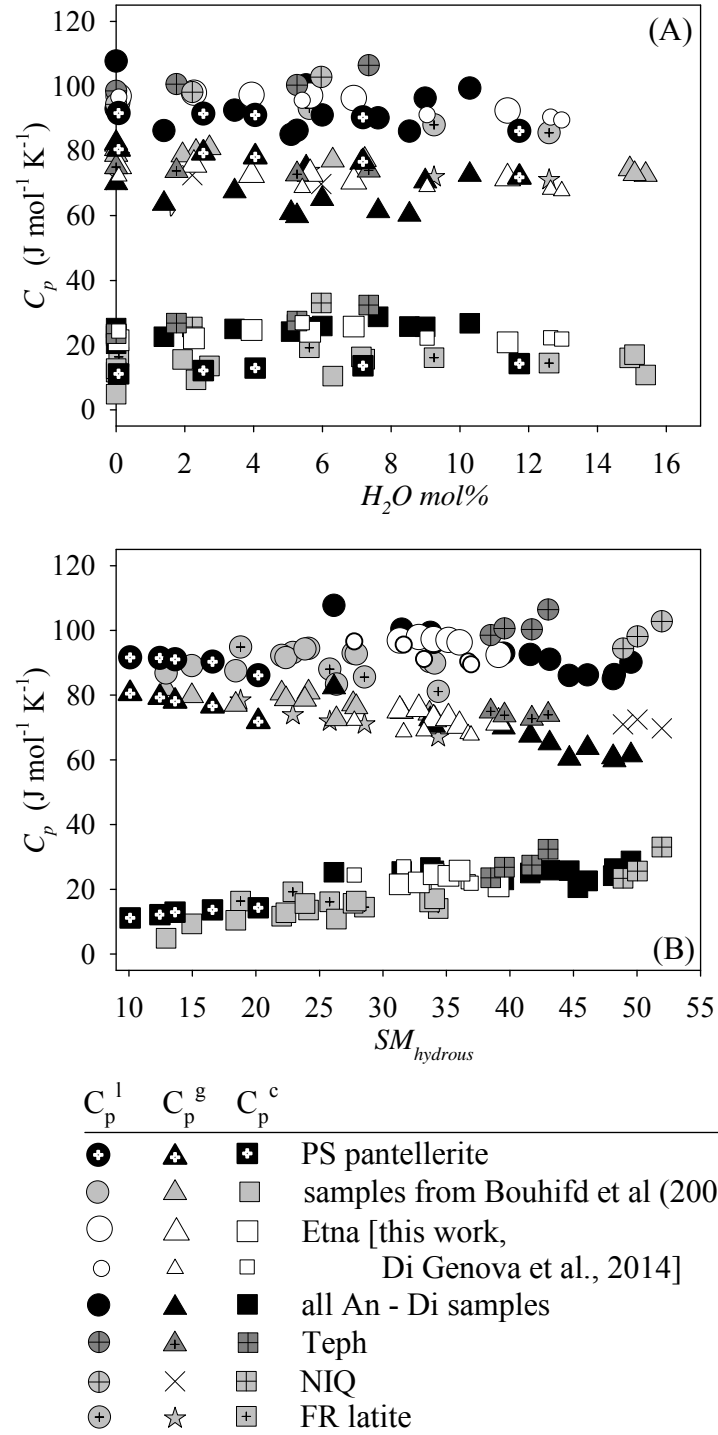 (A)
120
100
80
60
40
20
0
C_p (J mol⁻¹ K⁻¹)
0 2 4 6 8 10 12 14 16
H₂O mol%
120
100
80
60
40
20
0
C_p (J mol⁻¹ K⁻¹)
(B)
10 15 20 25 30 35 40 45 50 55
SM_hydrous
C_p^l C_p^g C_p^c
PS pantellerite
samples from Bouhifd et al (200
Etna [this work,
Di Genova et al., 2014]
all An - Di samples
Teph
NIQ
FR latite